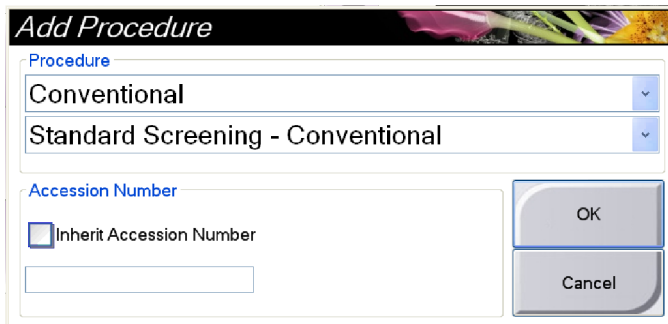 Add Procedure
Procedure
Conventional
Standard Screening - Conventional
Accession Number
Inherit Accession Number
OK
Cancel